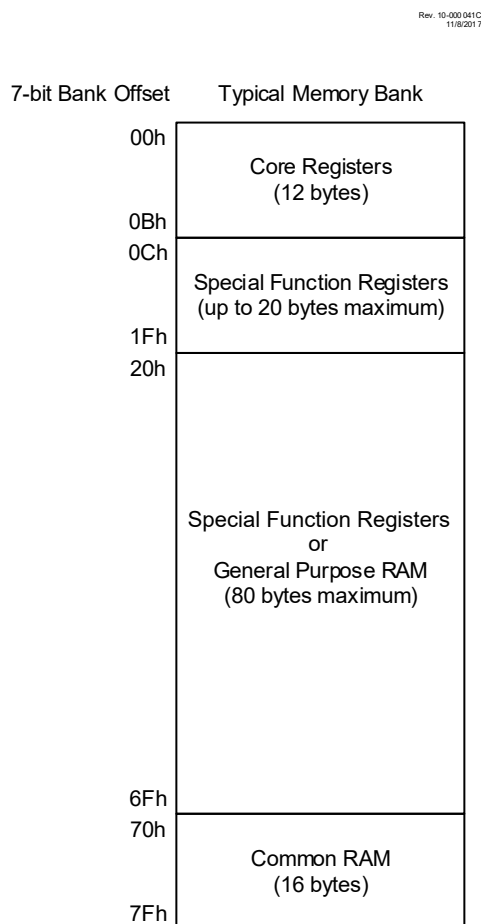 Rev. 10-000 041C
11/8/2017
7-bit Bank Offset Typical Memory Bank
00h
Core Registers
(12 bytes)
0Bh
0Ch
Special Function Registers
(up to 20 bytes maximum)
1Fh
20h
Special Function Registers
or
General Purpose RAM
(80 bytes maximum)
6Fh
70h
Common RAM
(16 bytes)
7Fh